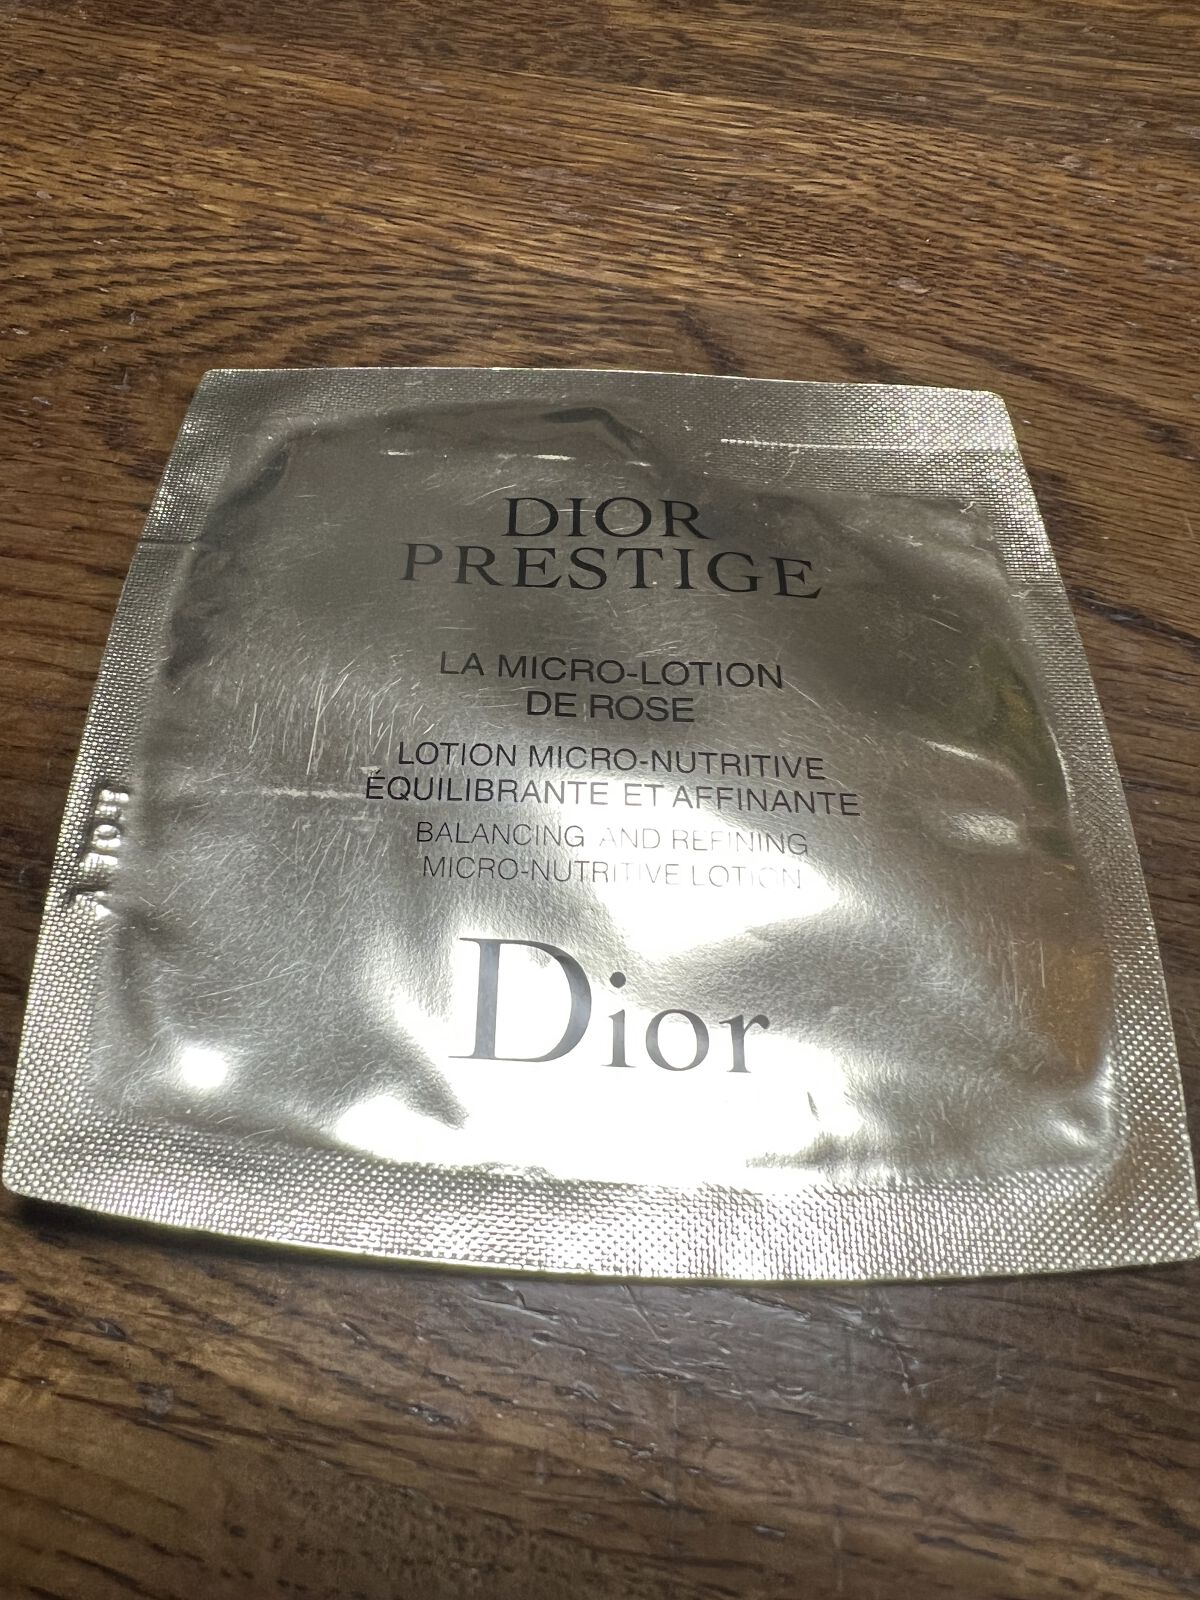 DIOR
PRESTIGE
LA MICRO-LOTION
DE ROSE
LOTION MICRO-NUTRITIVE
ÉQUILIBRANTE ET AFFINANTE
BALANCING AND REFINING
MICRO-NUTRITIVE LOTION
Dior